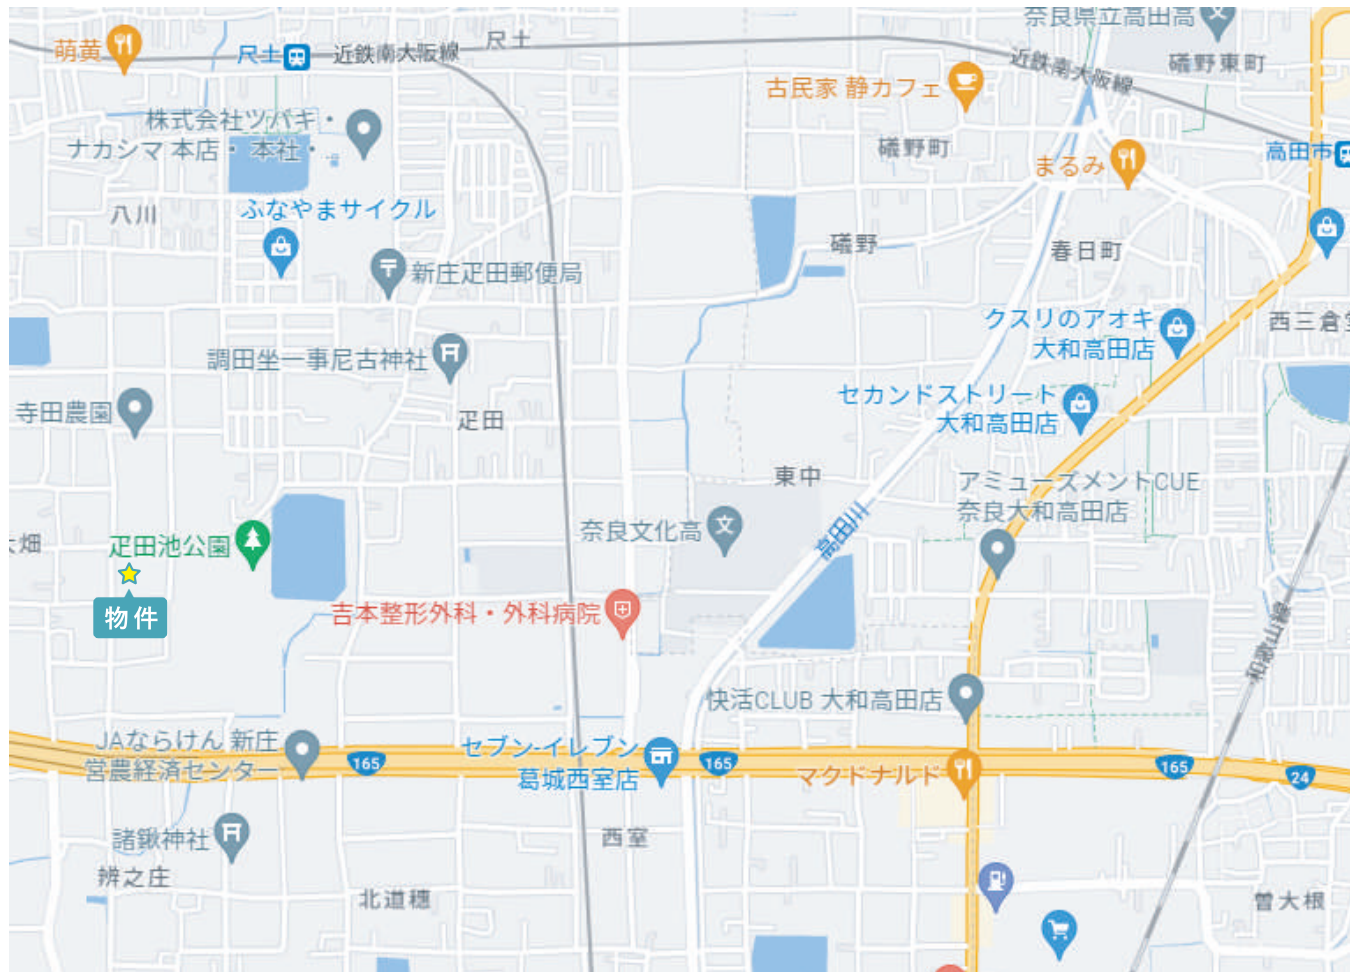 奈良県立高田高
萌黄
尺土
近鉄南大阪線
尺土
近鉄南大阪線
礒野東町
古民家 静カフェ
株式会社ツバキ・
ナカシマ 本店・ 本社・...
礒野町
高田市
まるみ
八川
ふなやまサイクル
礒野
春日町
新庄疋田郵便局
クスリのアオキ
大和高田店
西三倉堂
調田坐一事尼古神社
セカンドストリート
大和高田店
寺田農園
疋田
東中
アミューズメントCUE
奈良大和高田店
奈良文化高
高田川
大畑
疋田池公園
物件
吉本整形外科・外科病院
和歌山線
快活CLUB 大和高田店
JAならけん 新庄
営農経済センター
165
セブン-イレブン
葛城西室店
165
マクドナルド
165
24
諸鍬神社
西室
辨之庄
北道穂
曽大根